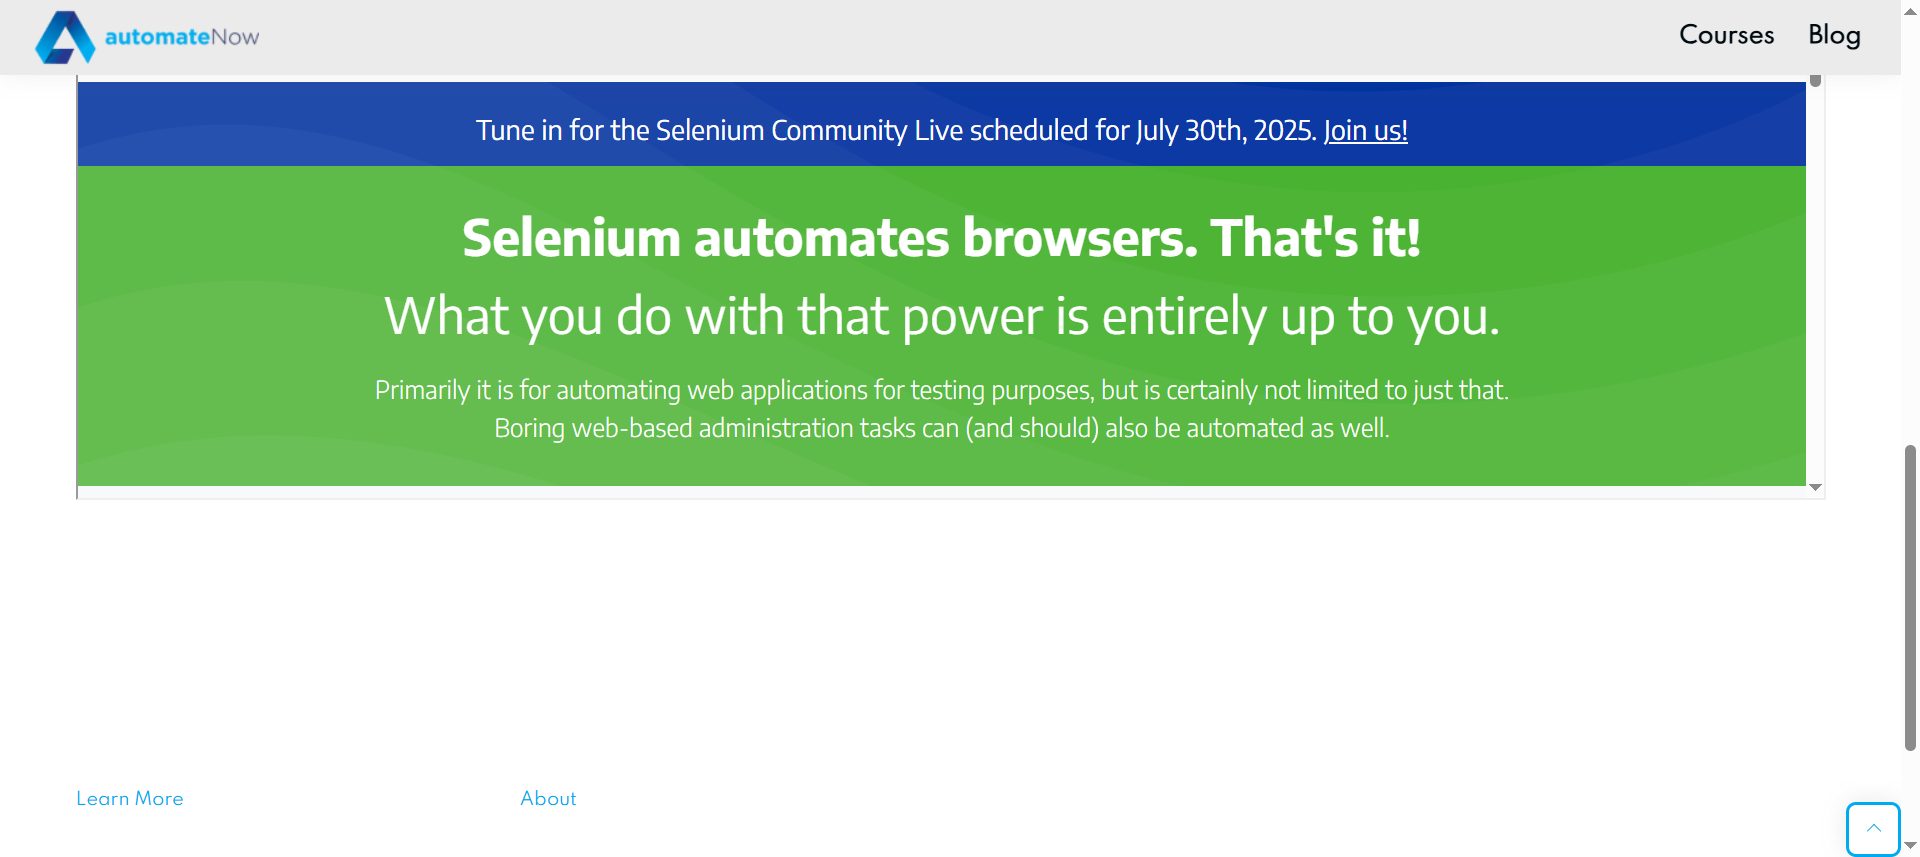 automateNow
Courses
Blog
Tune in for the Selenium Community Live scheduled for July 30th, 2025. Join us!
Selenium automates browsers. That's it!
What you do with that power is entirely up to you.
Primarily it is for automating web applications for testing purposes, but is certainly not limited to just that.
Boring web-based administration tasks can (and should) also be automated as well.
Learn More
About